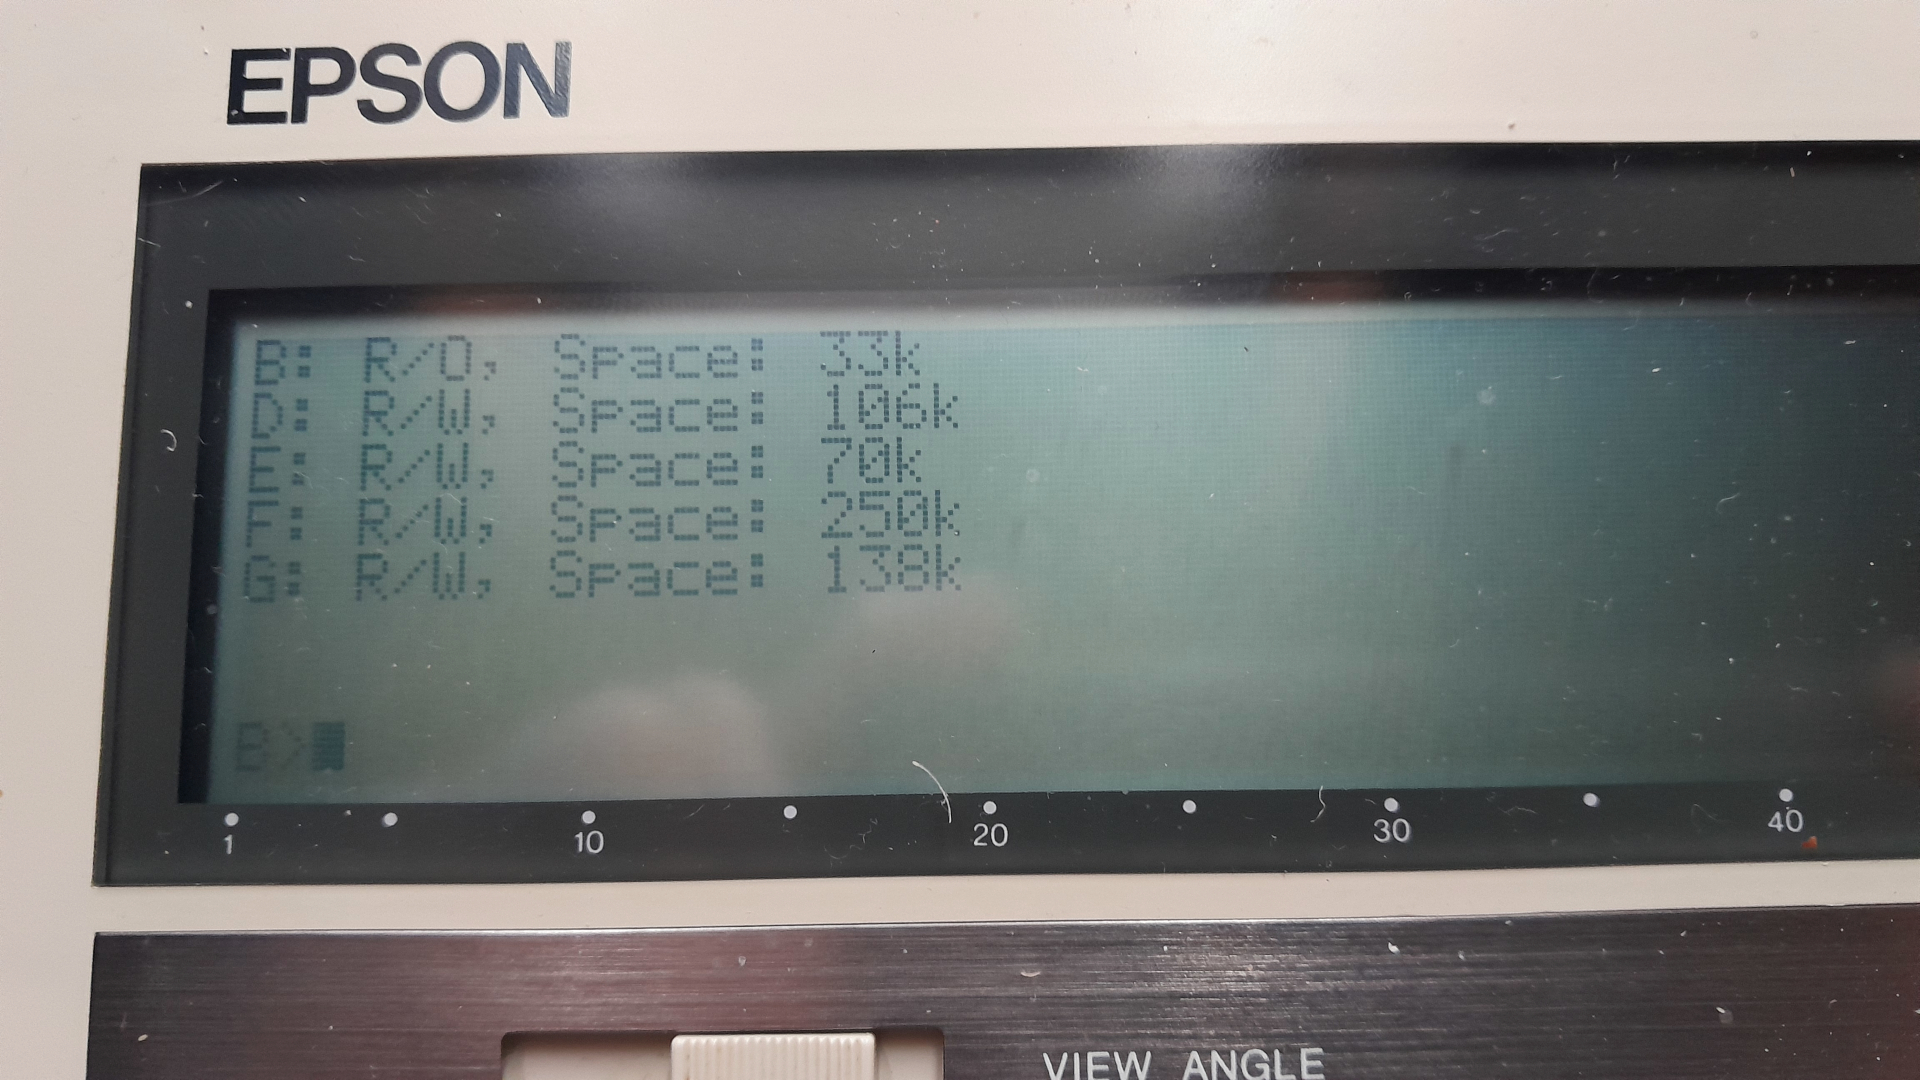 EPSON
B: R/O, Space: 33k
D: R/W, Space: 106k
E: R/W, Space: 70k
F: R/W, Space: 250k
G: R/W, Space: 138k
B>
1 10 20 30 40
VIEW ANGLE